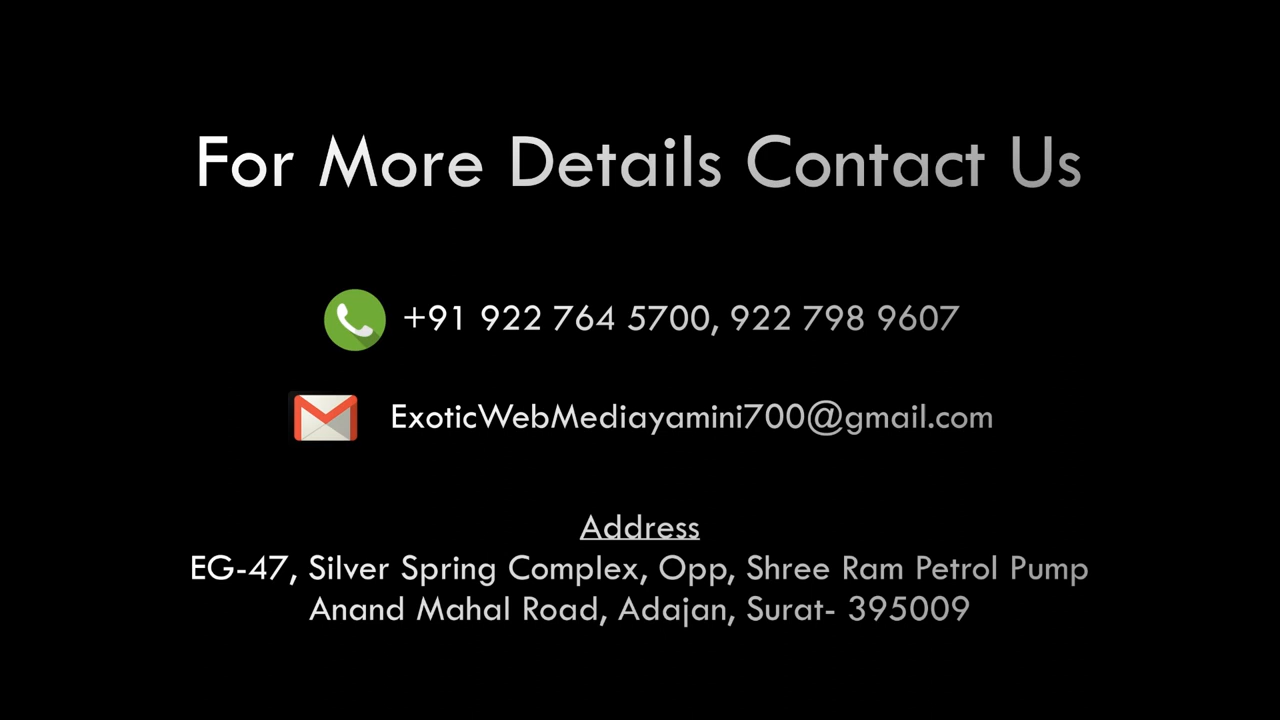 For More Details Contact Us
+91 922 764 5700, 922 798 9607
ExoticWebMediayamini700@gmail.com
Address
EG-47, Silver Spring Complex, Opp, Shree Ram Petrol Pump
Anand Mahal Road, Adajan, Surat- 395009